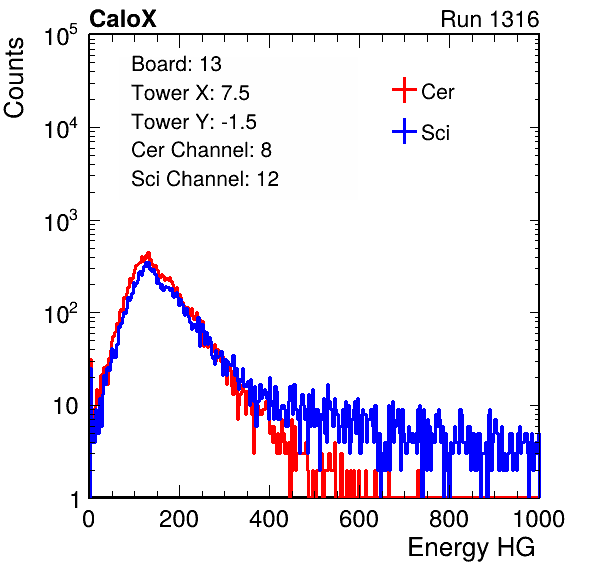 CaloX Run 1316
Counts
10^5
10^4
10^3
10^2
10
1
Board: 13
Tower X: 7.5
Tower Y: -1.5
Cer Channel: 8
Sci Channel: 12
Cer
Sci
0 200 400 600 800 1000
Energy HG